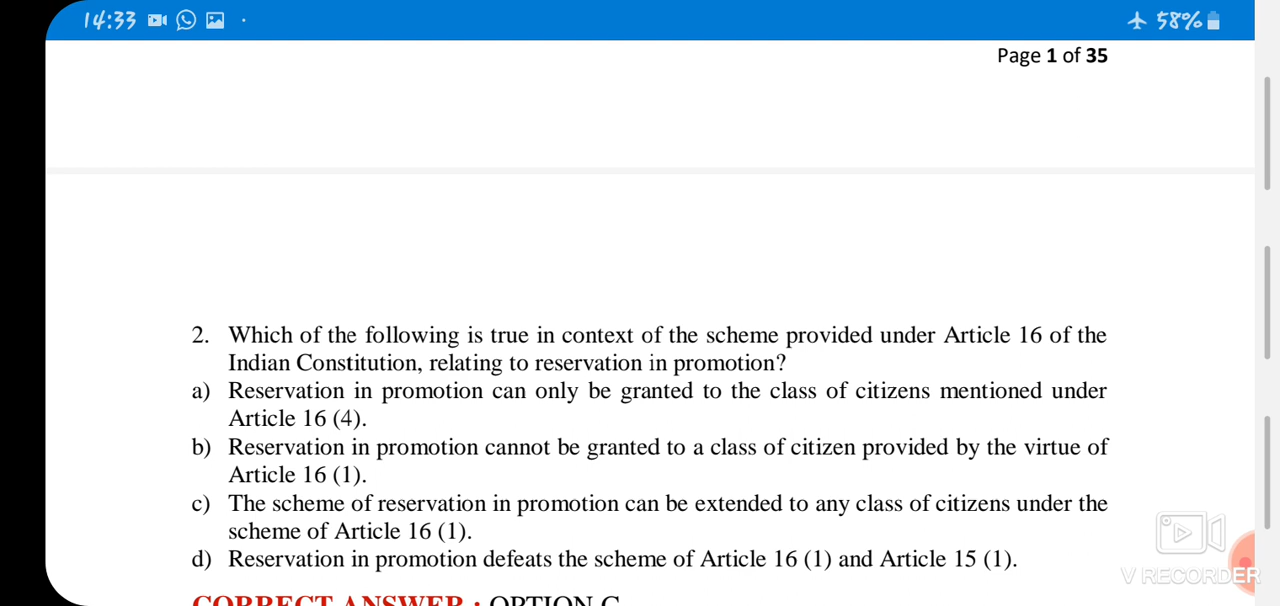 14:33
58%
Page 1 of 35
2. Which of the following is true in context of the scheme provided under Article 16 of the
Indian Constitution, relating to reservation in promotion?
a) Reservation in promotion can only be granted to the class of citizens mentioned under
Article 16 (4).
b) Reservation in promotion cannot be granted to a class of citizen provided by the virtue of
Article 16 (1).
c) The scheme of reservation in promotion can be extended to any class of citizens under the
scheme of Article 16 (1).
d) Reservation in promotion defeats the scheme of Article 16 (1) and Article 15 (1).
CORRECT ANSWER : OPTION C
V RECORDER